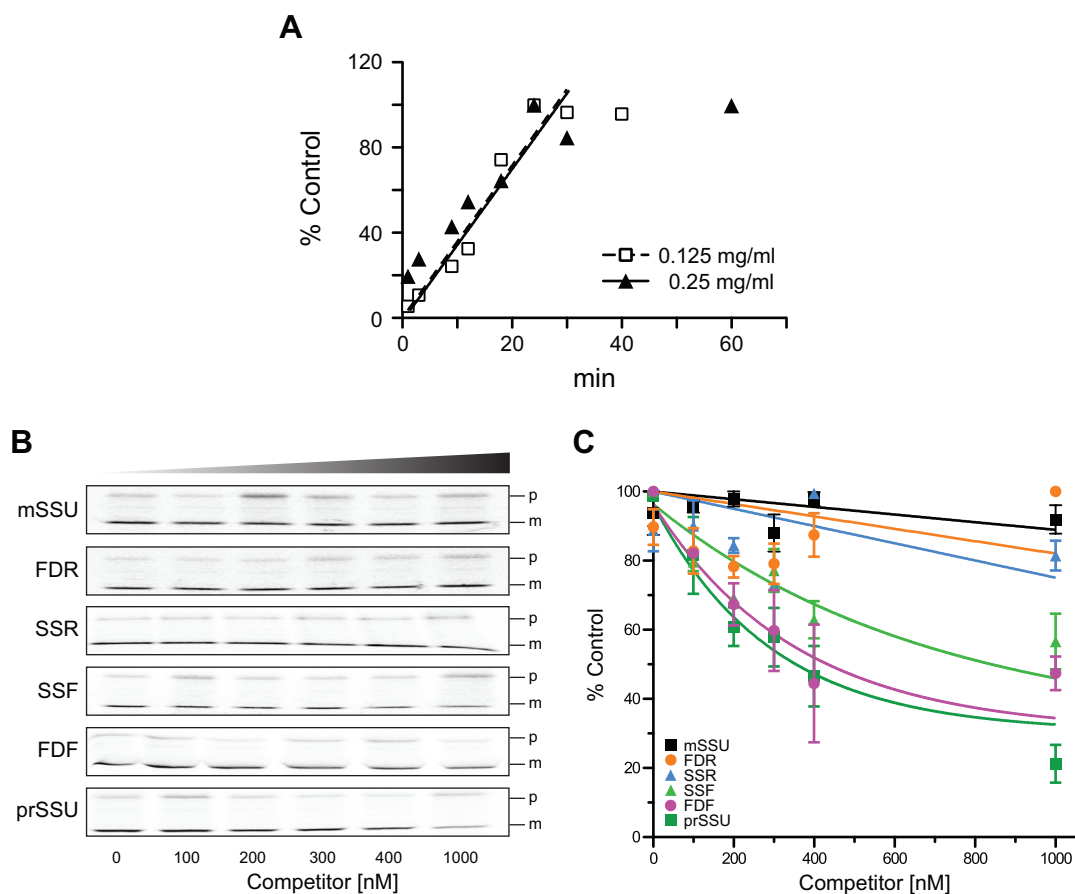 A
120
80
40
0
% Control
0 20 40 60
min
0.125 mg/ml
0.25 mg/ml
B
mSSU
p
m
FDR
p
m
SSR
p
m
SSF
p
m
FDF
p
m
prSSU
p
m
0 100 200 300 400 1000
Competitor [nM]
C
100
80
60
40
20
0
% Control
mSSU
FDR
SSR
SSF
FDF
prSSU
0 200 400 600 800 1000
Competitor [nM]